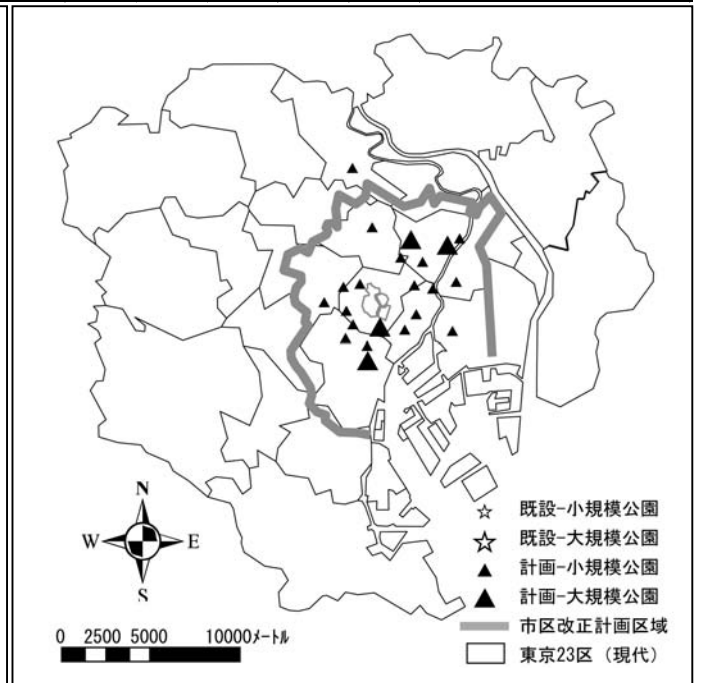 N
W E
S
0 2500 5000 10000メートル
既設-小規模公園
既設-大規模公園
計画-小規模公園
計画-大規模公園
市区改正計画区域
東京23区（現代）